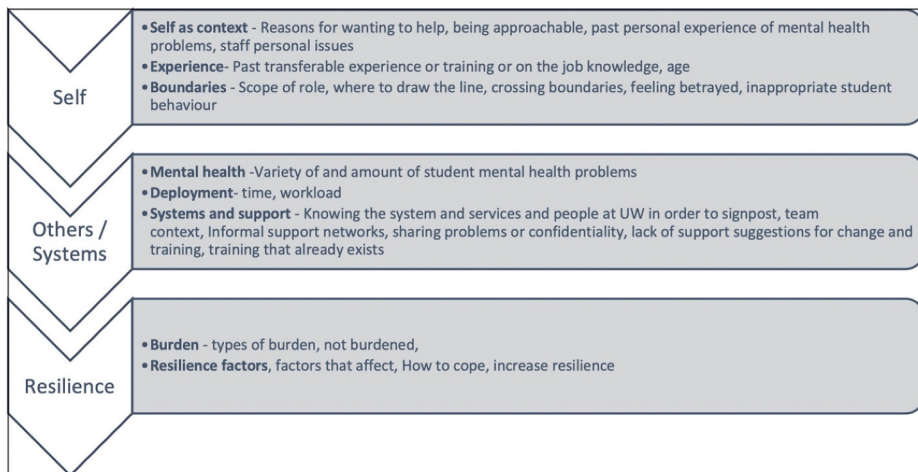 Self
• Self as context - Reasons for wanting to help, being approachable, past personal experience of mental health
problems, staff personal issues
• Experience- Past transferable experience or training or on the job knowledge, age
• Boundaries - Scope of role, where to draw the line, crossing boundaries, feeling betrayed, inappropriate student
behaviour
Others /
Systems
• Mental health -Variety of and amount of student mental health problems
• Deployment- time, workload
• Systems and support - Knowing the system and services and people at UW in order to signpost, team
context, Informal support networks, sharing problems or confidentiality, lack of support suggestions for change and
training, training that already exists
Resilience
• Burden - types of burden, not burdened,
• Resilience factors, factors that affect, How to cope, increase resilience